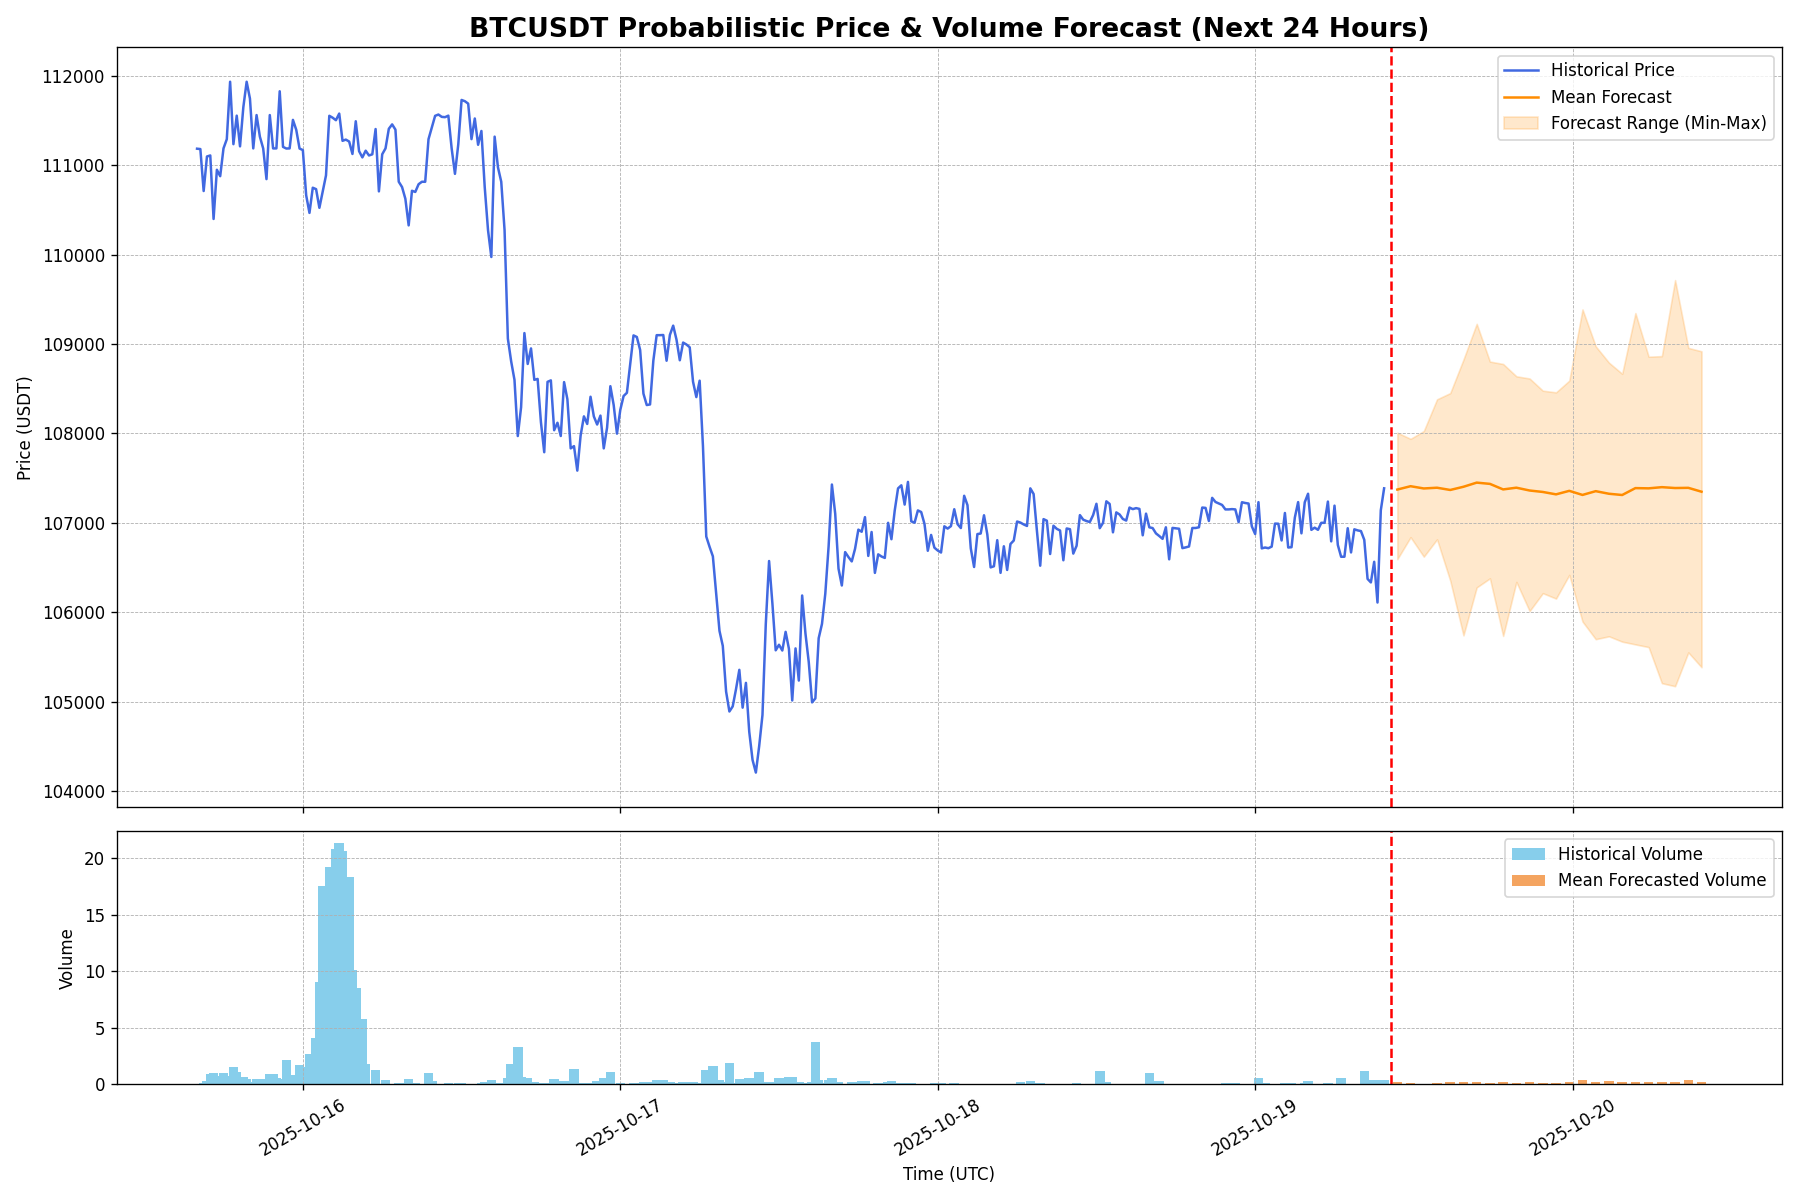 BTCUSDT Probabilistic Price & Volume Forecast (Next 24 Hours)
Price (USDT)
112000
111000
110000
109000
108000
107000
106000
105000
104000
Historical Price
Mean Forecast
Forecast Range (Min-Max)
Volume
20
15
10
5
0
Historical Volume
Mean Forecasted Volume
2025-10-16
2025-10-17
2025-10-18
2025-10-19
2025-10-20
Time (UTC)